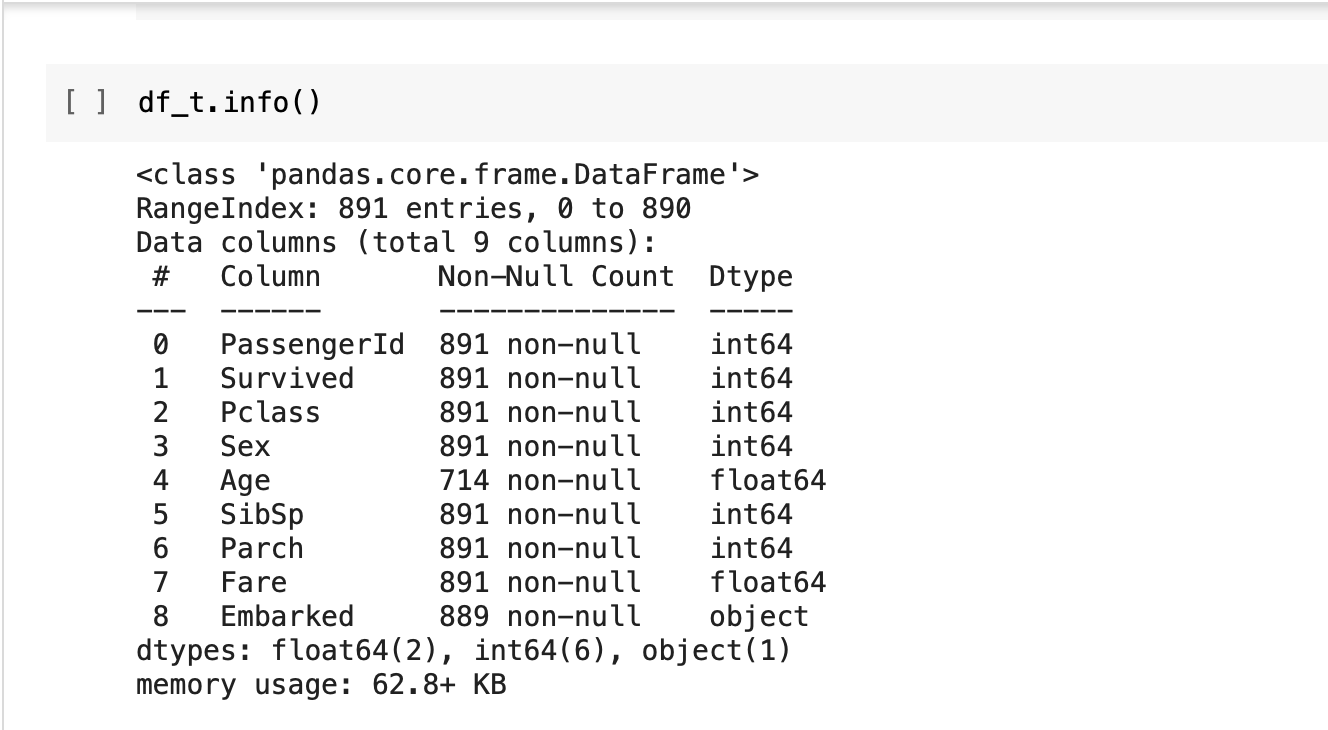 [ ] df_t.info()
<class 'pandas.core.frame.DataFrame'>
RangeIndex: 891 entries, 0 to 890
Data columns (total 9 columns):
 #   Column       Non-Null Count  Dtype
---  ------       --------------  -----
 0   PassengerId  891 non-null    int64
 1   Survived     891 non-null    int64
 2   Pclass       891 non-null    int64
 3   Sex          891 non-null    int64
 4   Age          714 non-null    float64
 5   SibSp        891 non-null    int64
 6   Parch        891 non-null    int64
 7   Fare         891 non-null    float64
 8   Embarked     889 non-null    object
dtypes: float64(2), int64(6), object(1)
memory usage: 62.8+ KB